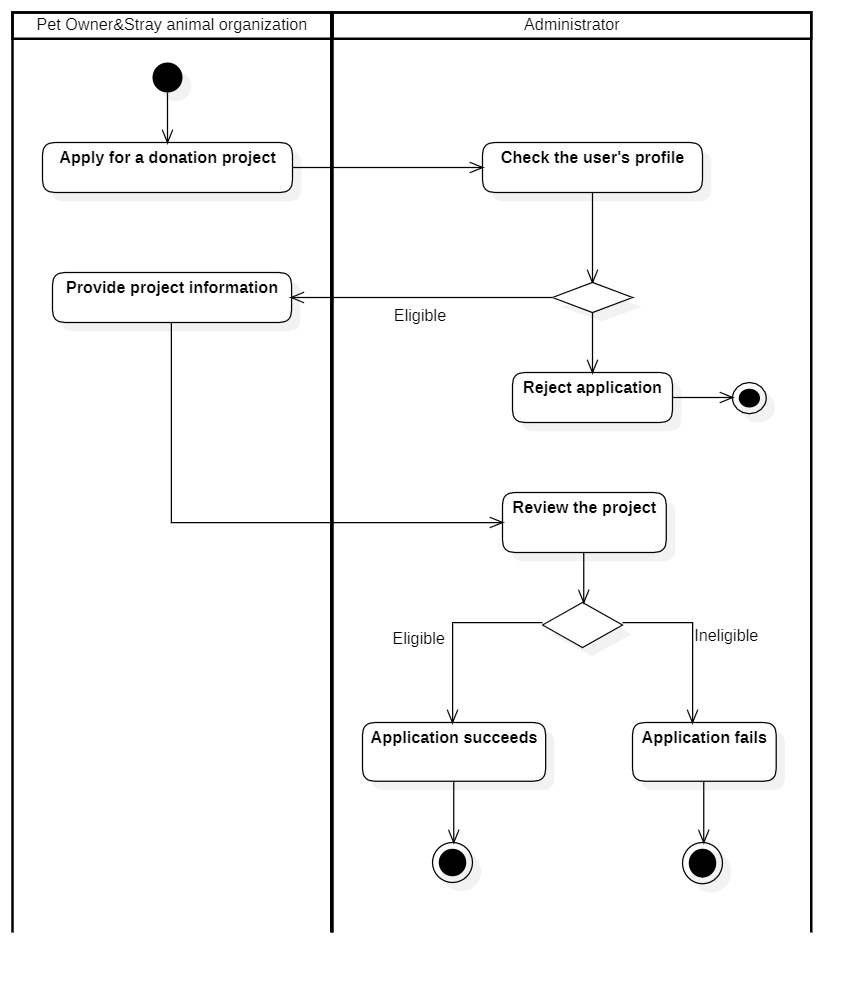 Pet Owner&Stray animal organization
Administrator
Apply for a donation project
Check the user's profile
Provide project information
Eligible
Reject application
Review the project
Eligible
Ineligible
Application succeeds
Application fails